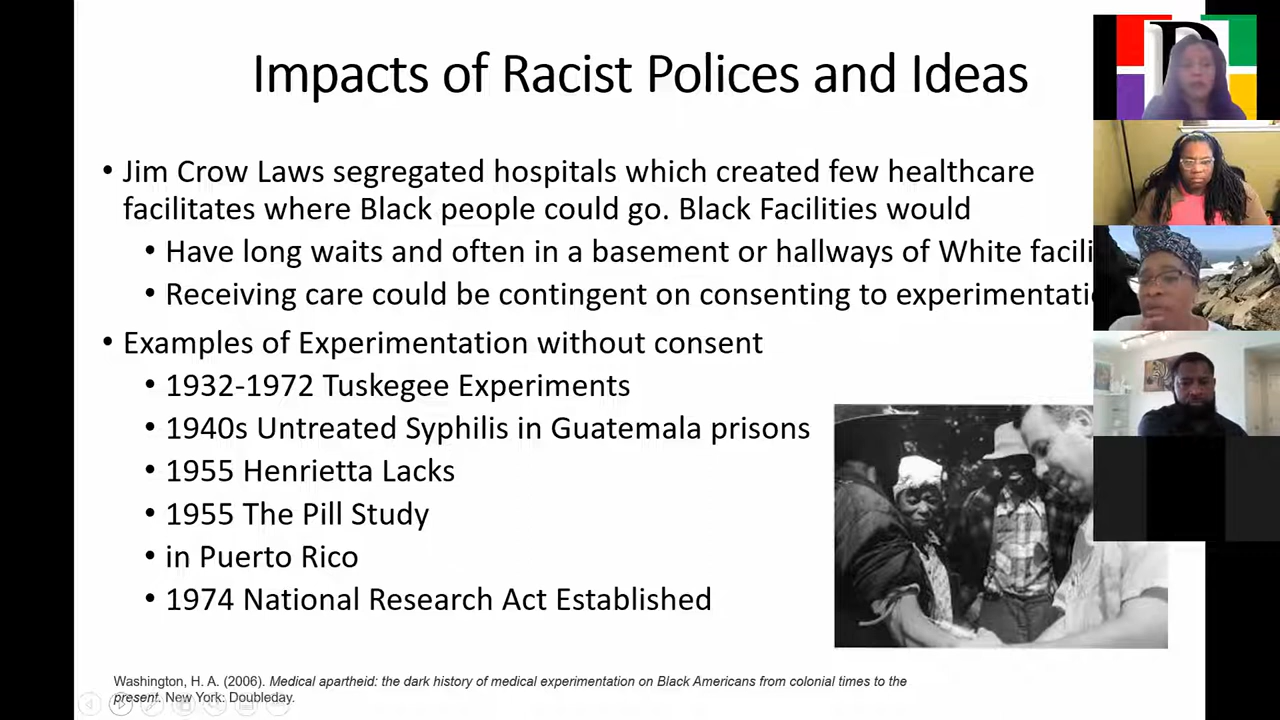 Impacts of Racist Polices and Ideas
• Jim Crow Laws segregated hospitals which created few healthcare
facilitates where Black people could go. Black Facilities would
• Have long waits and often in a basement or hallways of White facili
• Receiving care could be contingent on consenting to experimentati
• Examples of Experimentation without consent
• 1932-1972 Tuskegee Experiments
• 1940s Untreated Syphilis in Guatemala prisons
• 1955 Henrietta Lacks
• 1955 The Pill Study
• in Puerto Rico
• 1974 National Research Act Established
Washington, H. A. (2006). Medical apartheid: the dark history of medical experimentation on Black Americans from colonial times to the
present. New York: Doubleday.